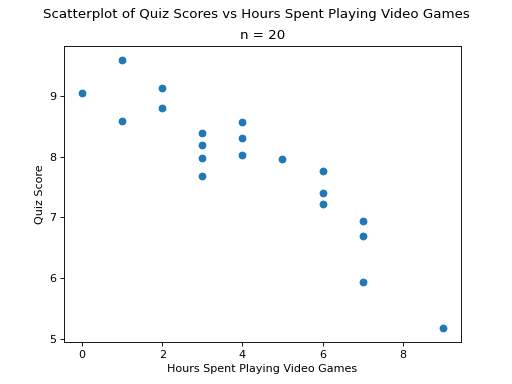 Scatterplot of Quiz Scores vs Hours Spent Playing Video Games
n = 20
9
8
7
6
5
Quiz Score
0 2 4 6 8
Hours Spent Playing Video Games